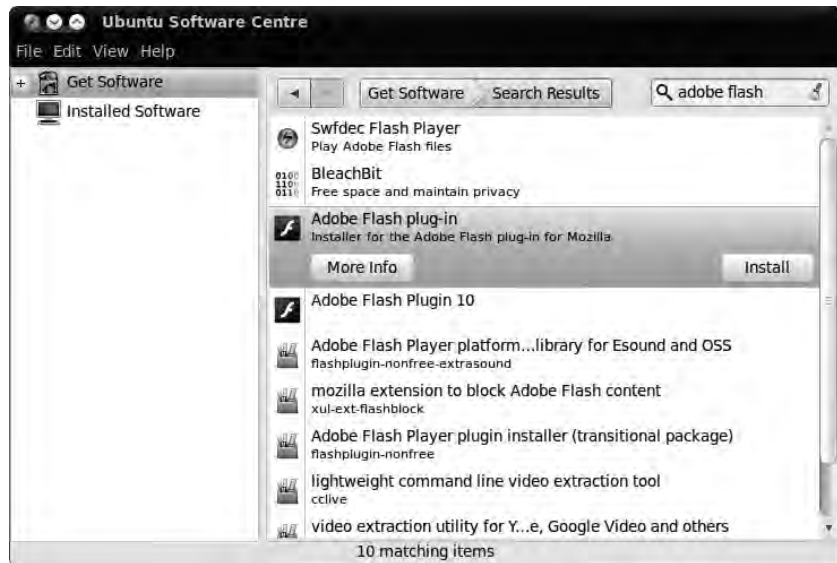 Ubuntu Software Centre
File Edit View Help
Get Software
Installed Software
Get Software
Search Results
adobe flash
Swfdec Flash Player
Play Adobe Flash files
BleachBit
Free space and maintain privacy
Adobe Flash plug-in
Installer for the Adobe Flash plug-in for Mozilla
More Info
Install
Adobe Flash Plugin 10
Adobe Flash Player platform...library for Esound and OSS
flashplugin-nonfree-extrasound
mozilla extension to block Adobe Flash content
xul-ext-flashblock
Adobe Flash Player plugin installer (transitional package)
flashplugin-nonfree
lightweight command line video extraction tool
cclive
video extraction utility for Y...e, Google Video and others
10 matching items